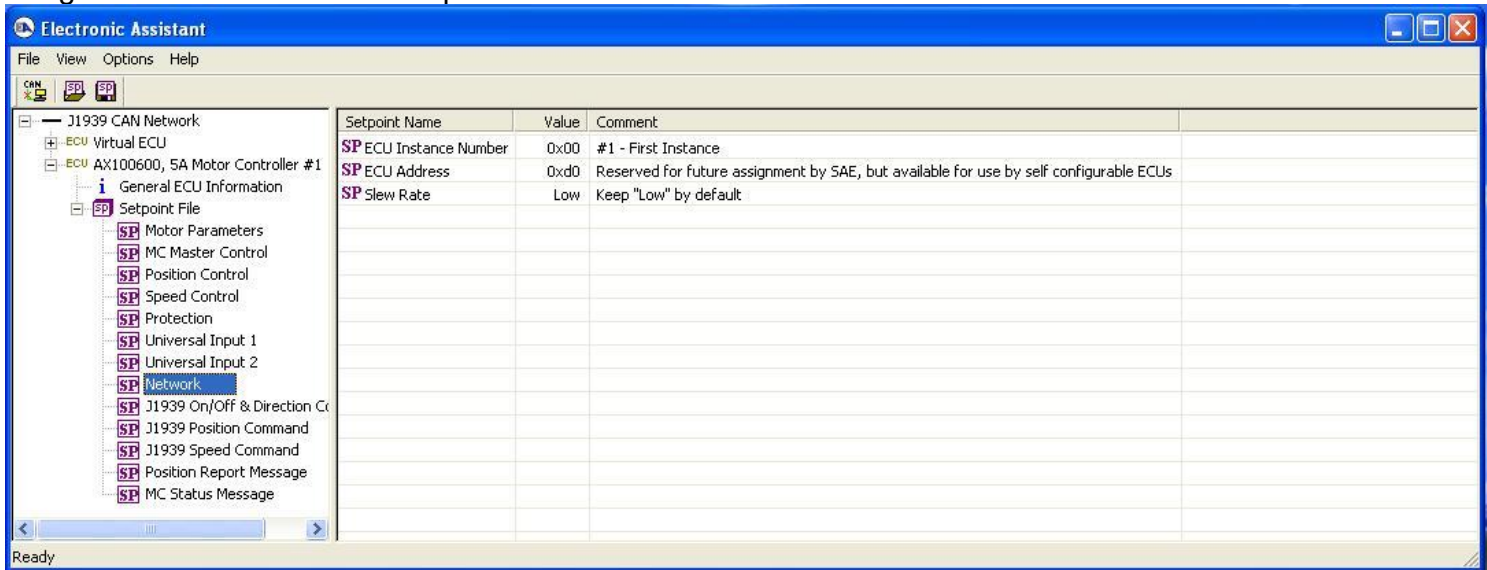 Electronic Assistant
File View Options Help
CAN SP SP
J1939 CAN Network
ECU Virtual ECU
ECU AX100600, 5A Motor Controller #1
i General ECU Information
SP Setpoint File
SP Motor Parameters
SP MC Master Control
SP Position Control
SP Speed Control
SP Protection
SP Universal Input 1
SP Universal Input 2
SP Network
SP J1939 On/Off & Direction Co
SP J1939 Position Command
SP J1939 Speed Command
SP Position Report Message
SP MC Status Message
Setpoint Name Value Comment
SP ECU Instance Number 0x00 #1 - First Instance
SP ECU Address 0xd0 Reserved for future assignment by SAE, but available for use by self configurable ECUs
SP Slew Rate Low Keep "Low" by default
Ready